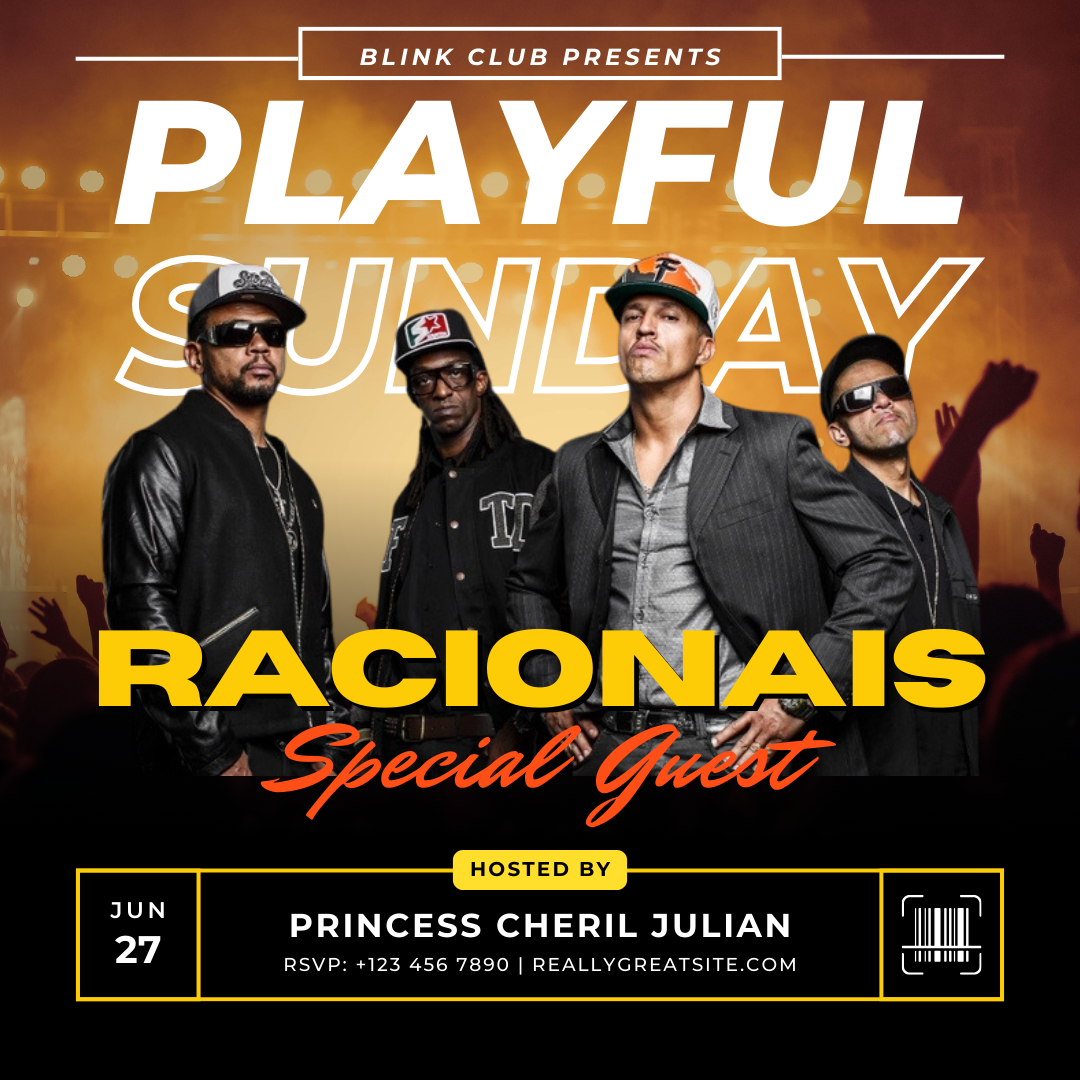 BLINK CLUB PRESENTS
PLAYFUL
SUNDAY
RACIONAIS
Special Guest
HOSTED BY
JUN
27
PRINCESS CHERIL JULIAN
RSVP: +123 456 7890 | REALLYGREATSITE.COM